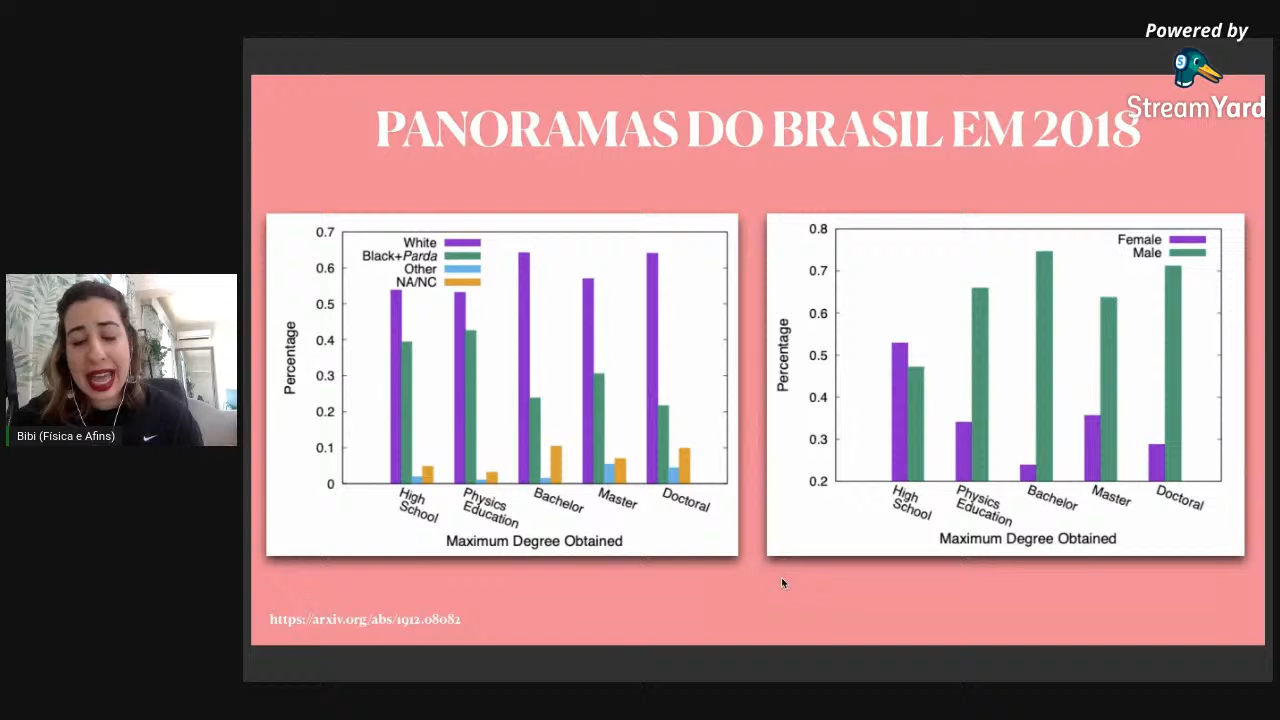 Powered by
StreamYard
PANORAMAS DO BRASIL EM 2018
0.7
0.6
0.5
0.4
0.3
0.2
0.1
0
Percentage
White
Black+Parda
Other
NA/NC
High School
Physics Education
Bachelor
Master
Doctoral
Maximum Degree Obtained
0.8
0.7
0.6
0.5
0.4
0.3
0.2
Percentage
Female
Male
High School
Physics Education
Bachelor
Master
Doctoral
Maximum Degree Obtained
Bibi (Física e Afins)
https://arxiv.org/abs/1912.08082